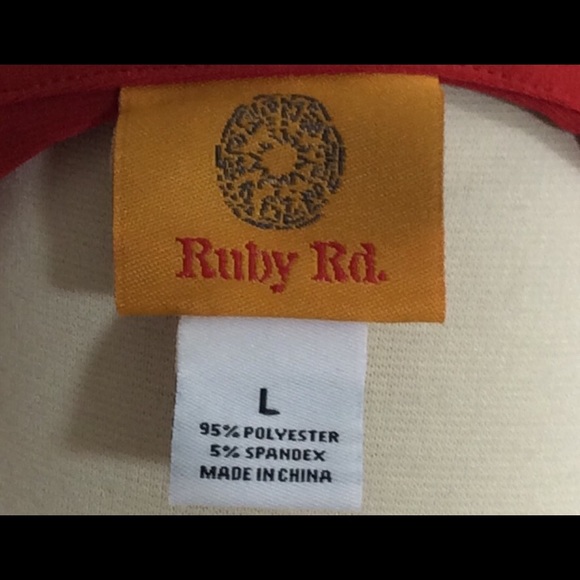 Ruby Rd.
L
95% POLYESTER
5% SPANDEX
MADE IN CHINA